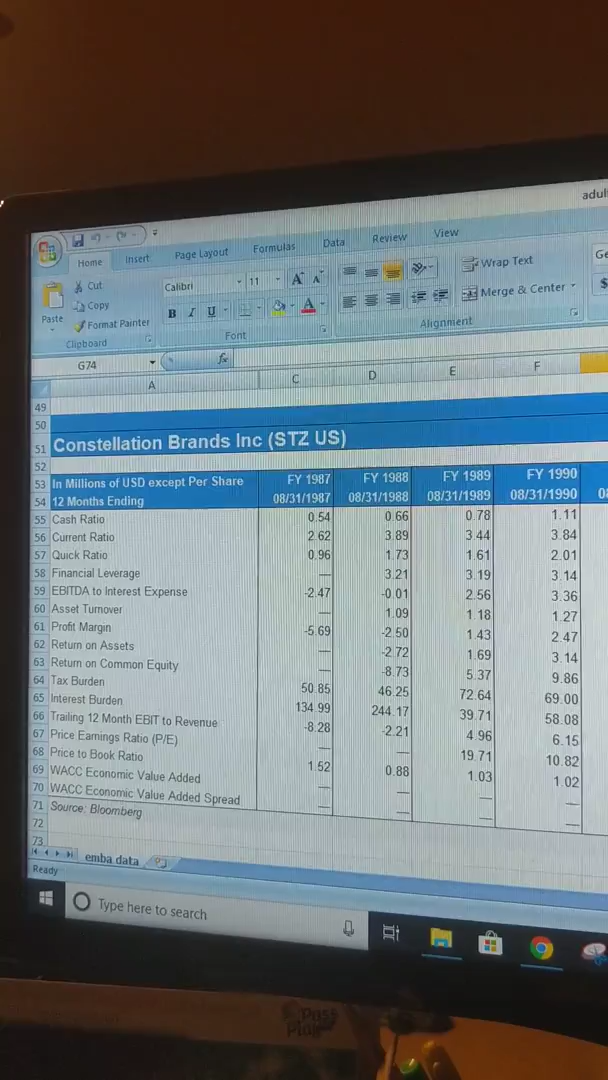 adul
Home Insert Page Layout Formulas Data Review View
Cut
Copy
Format Painter
Paste
Clipboard
Calibri 11 A A
B I U A
Font
Wrap Text
Merge & Center
Alignment
Ge
$
G74 fx
A C D E F
49
50
51 Constellation Brands Inc (STZ US)
52
53 In Millions of USD except Per Share FY 1987 FY 1988 FY 1989 FY 1990
54 12 Months Ending 08/31/1987 08/31/1988 08/31/1989 08/31/1990 08
55 Cash Ratio 0.54 0.66 0.78 1.11
56 Current Ratio 2.62 3.89 3.44 3.84
57 Quick Ratio 0.96 1.73 1.61 2.01
58 Financial Leverage — 3.21 3.19 3.14
59 EBITDA to Interest Expense -2.47 -0.01 2.56 3.36
60 Asset Turnover — 1.09 1.18 1.27
61 Profit Margin -5.69 -2.50 1.43 2.47
62 Return on Assets — -2.72 1.69 3.14
63 Return on Common Equity — -8.73 5.37 9.86
64 Tax Burden 50.85 46.25 72.64 69.00
65 Interest Burden 134.99 244.17 39.71 58.08
66 Trailing 12 Month EBIT to Revenue -8.28 -2.21 4.96 6.15
67 Price Earnings Ratio (P/E) — — 19.71 10.82
68 Price to Book Ratio 1.52 0.88 1.03 1.02
69 WACC Economic Value Added — — — —
70 WACC Economic Value Added Spread — — — —
71 Source: Bloomberg
72
73
emba data
Ready
Type here to search